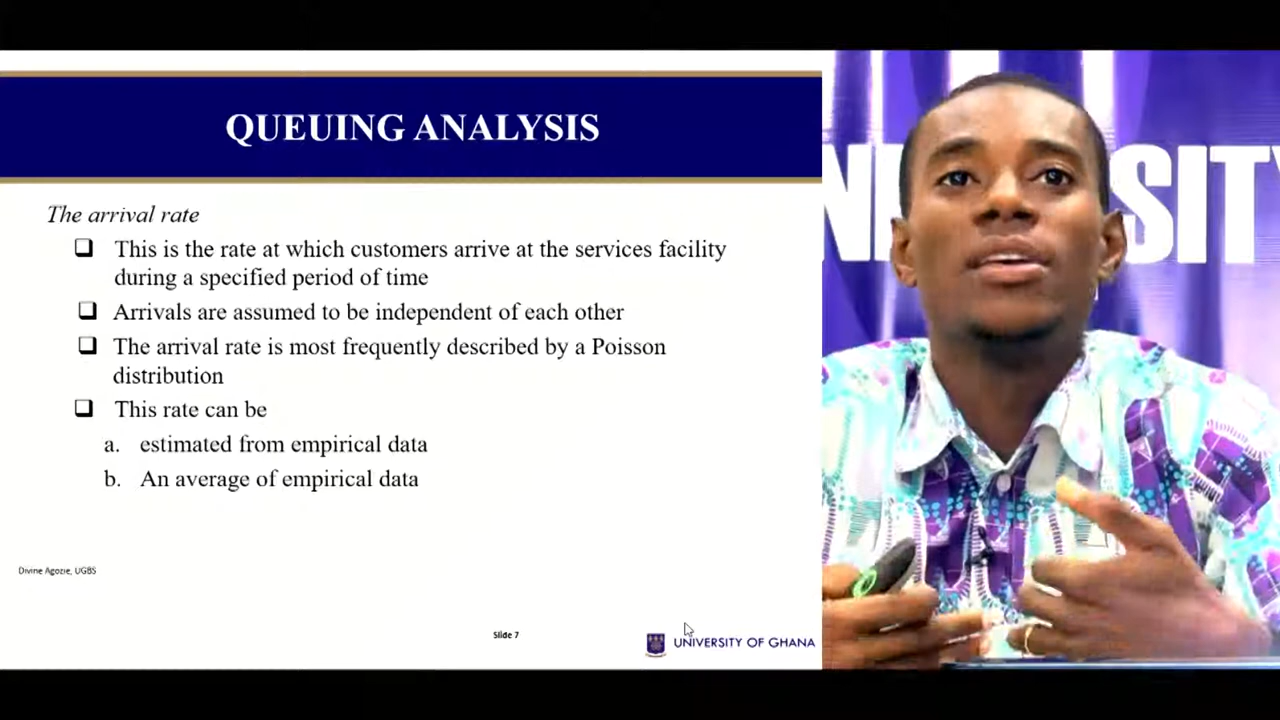 QUEUING ANALYSIS
The arrival rate
❑ This is the rate at which customers arrive at the services facility
during a specified period of time
❑ Arrivals are assumed to be independent of each other
❑ The arrival rate is most frequently described by a Poisson
distribution
❑ This rate can be
a. estimated from empirical data
b. An average of empirical data
Divine Agozie, UGBS
Slide 7
UNIVERSITY OF GHANA
NI
SITY